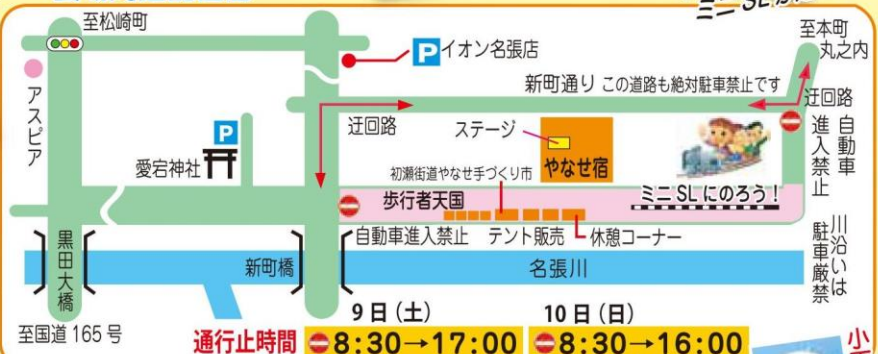 ミニSLがた
至松崎町
至本町
丸之内
P イオン名張店
新町通り この道路も絶対駐車禁止です
迂回路
アスピア
P
愛宕神社
迂回路
ステージ
やなせ宿
自動車
進入禁止
初瀬街道やなせ手づくり市
歩行者天国
ミニSLにのろう!
自動車進入禁止 テント販売 休憩コーナー
川沿いは
駐車厳禁
黒田大橋
新町橋
名張川
至国道165号
9日(土) 10日(日)
通行止時間 8:30→17:00 8:30→16:00
小